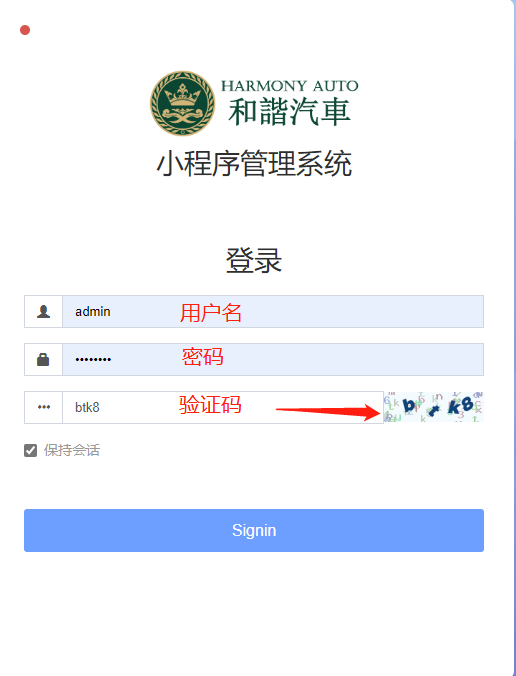 HARMONY AUTO
和諧汽車
小程序管理系统
登录
admin 用户名
•••••••• 密码
btk8 验证码
保持会话
Signin